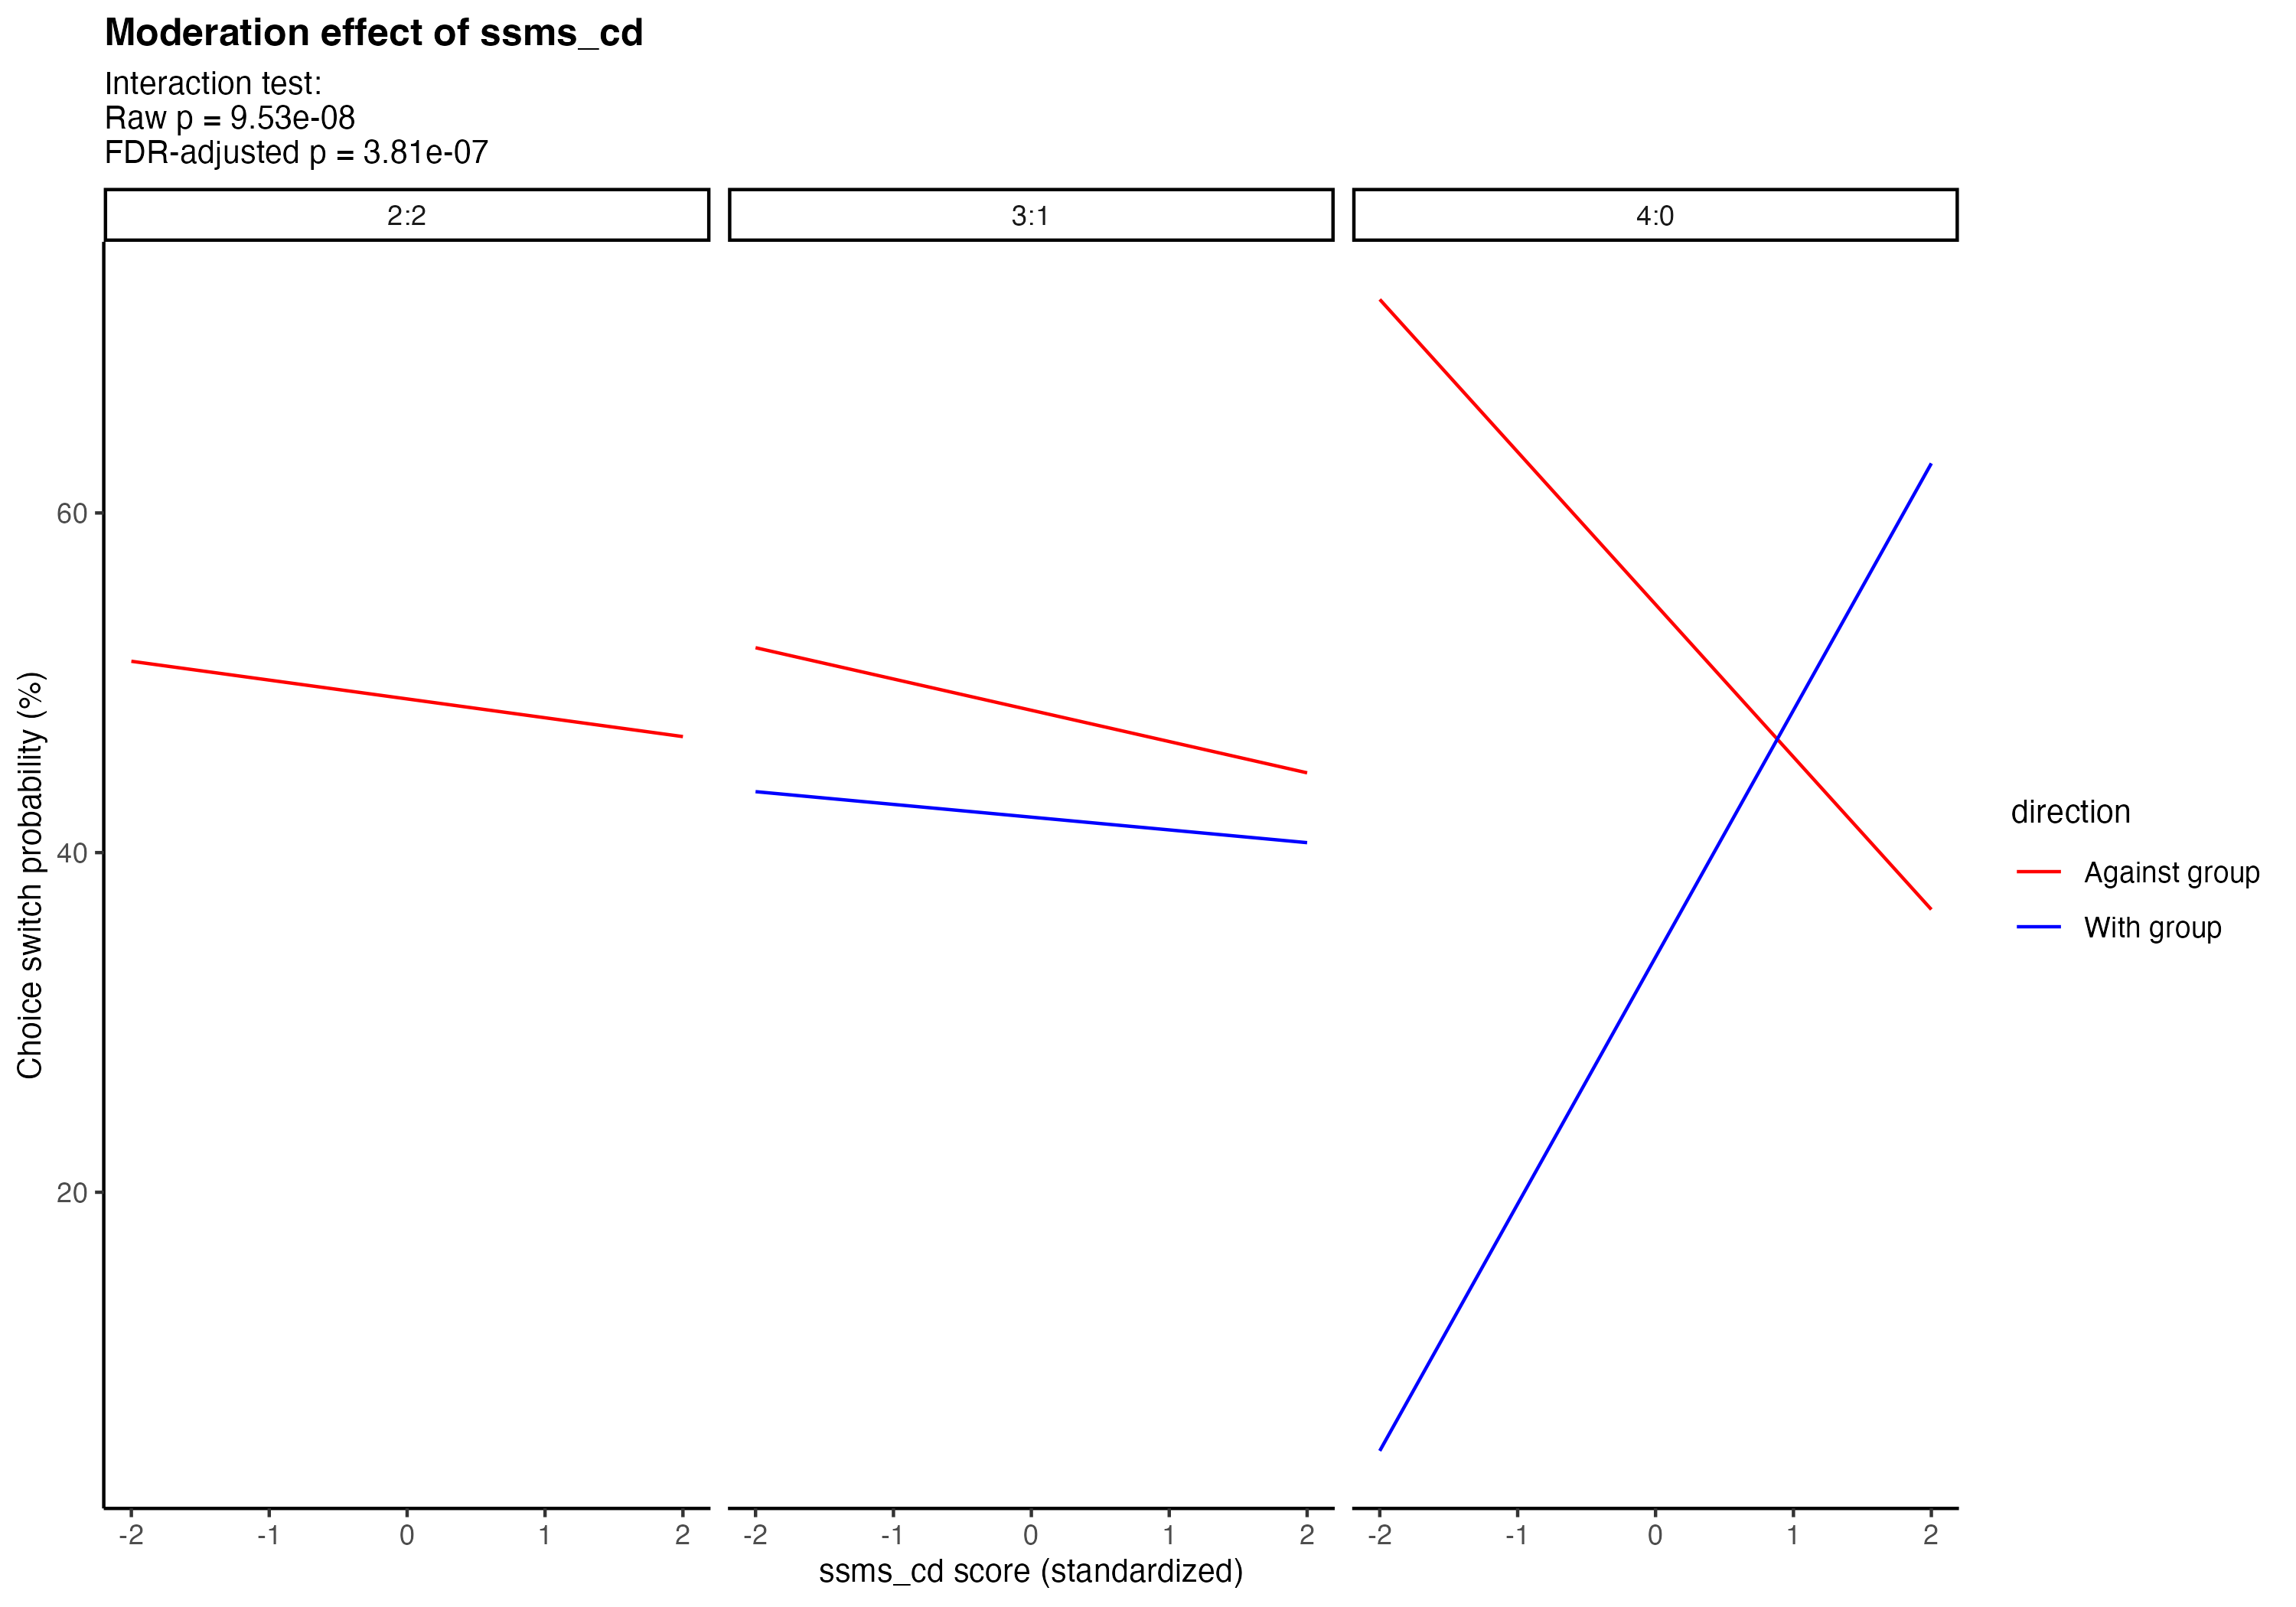 Moderation effect of ssms_cd
Interaction test:
Raw p = 9.53e-08
FDR-adjusted p = 3.81e-07
2:2
3:1
4:0
Choice switch probability (%)
60
40
20
-2 -1 0 1 2
-2 -1 0 1 2
-2 -1 0 1 2
ssms_cd score (standardized)
direction
Against group
With group